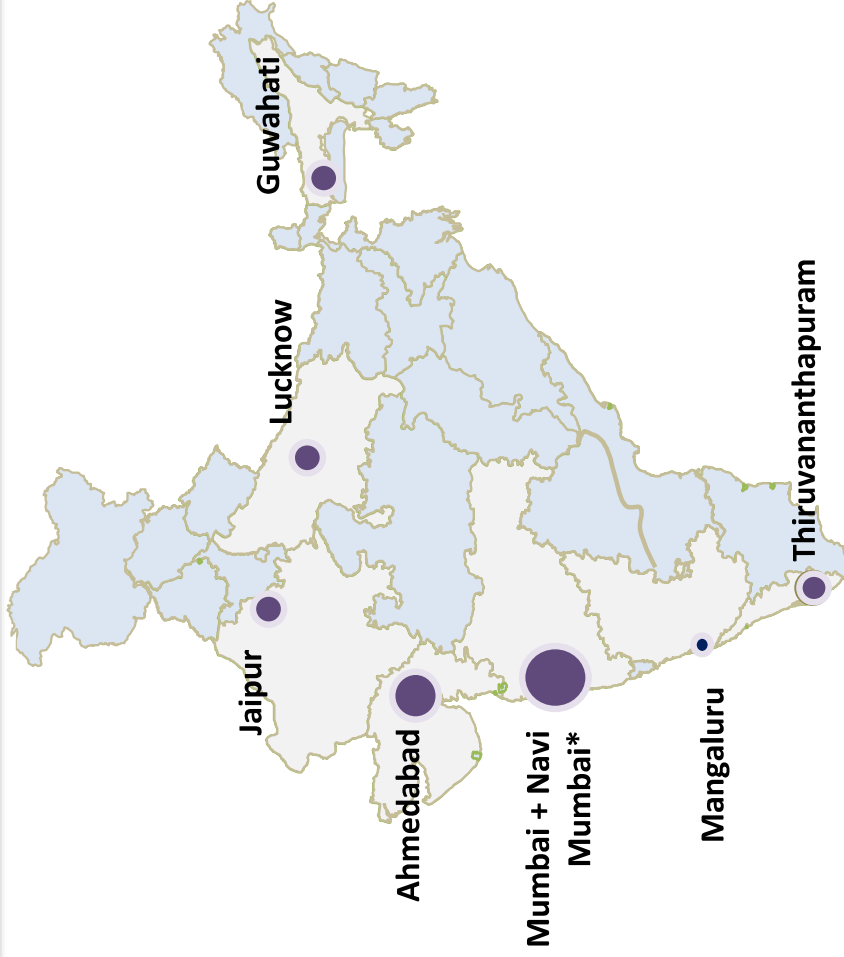 Guwahati
Lucknow
Jaipur
Ahmedabad
Mumbai + Navi
Mumbai*
Mangaluru
Thiruvananthapuram